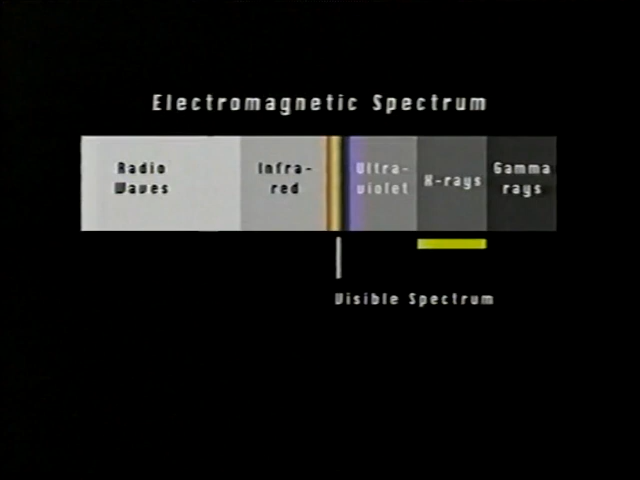 Electromagnetic Spectrum
Radio
Waves
Infra-
red
Ultra-
violet
X-rays
Gamma
rays
Visible Spectrum